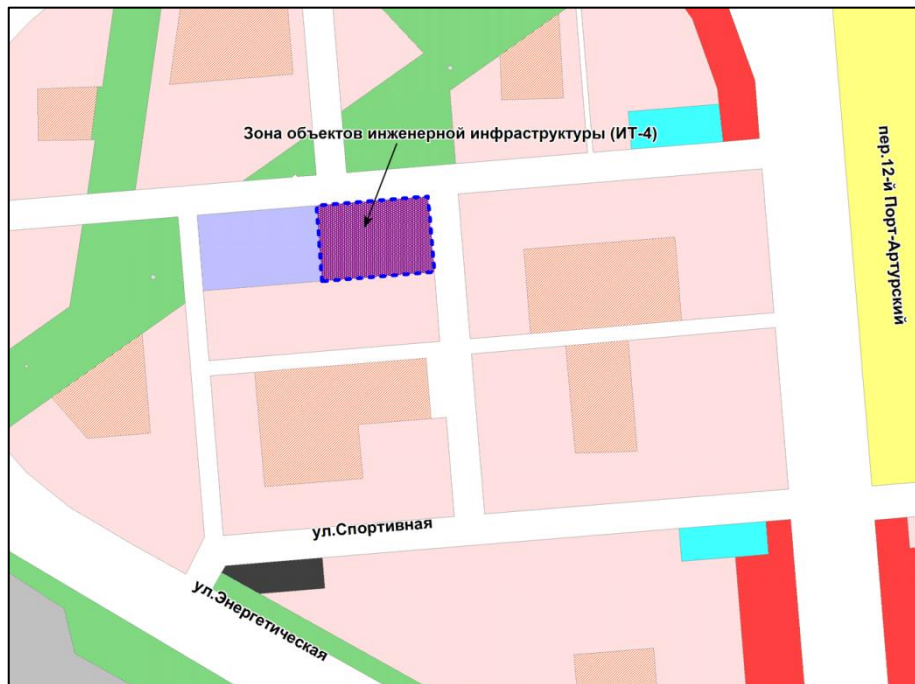 Зона объектов инженерной инфраструктуры (ИТ-4)
пер.12-й Порт-Артурский
ул.Спортивная
ул.Энергетическая